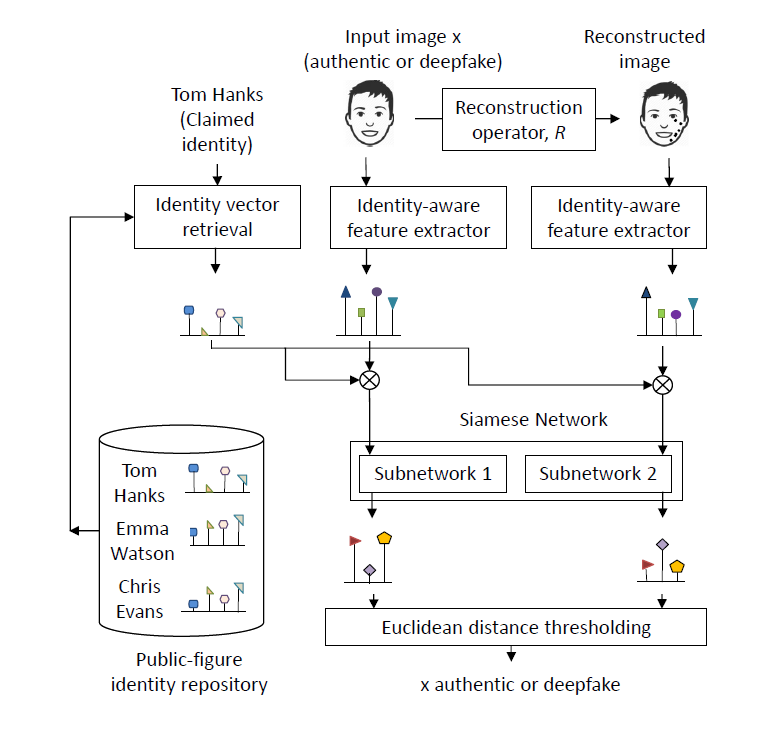 Input image x
(authentic or deepfake)
Reconstructed
image
Tom Hanks
(Claimed
identity)
Reconstruction
operator, R
Identity vector
retrieval
Identity-aware
feature extractor
Identity-aware
feature extractor
Siamese Network
Subnetwork 1
Subnetwork 2
Tom
Hanks
Emma
Watson
Chris
Evans
Public-figure
identity repository
Euclidean distance thresholding
x authentic or deepfake